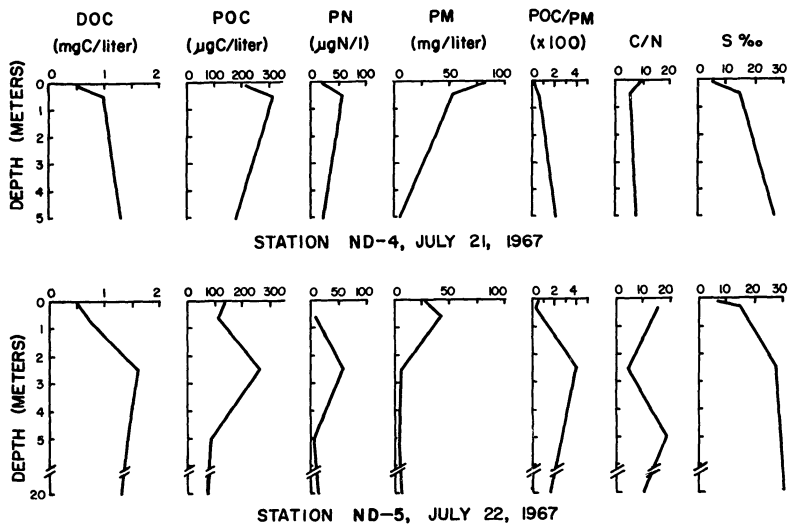 DOC POC PN PM POC/PM C/N S ‰
(mgC/liter) (µgC/liter) (µgN/l) (mg/liter) (x100)
0 1 2 0 100 200 300 0 50 100 0 50 100 0 2 4 0 10 20 0 10 20 30
DEPTH (METERS)
0
1
2
3
4
5
STATION ND-4, JULY 21, 1967
0 1 2 0 100 200 300 0 50 100 0 50 100 0 2 4 0 10 20 0 10 20 30
DEPTH (METERS)
0
1
2
3
4
5
20
STATION ND-5, JULY 22, 1967